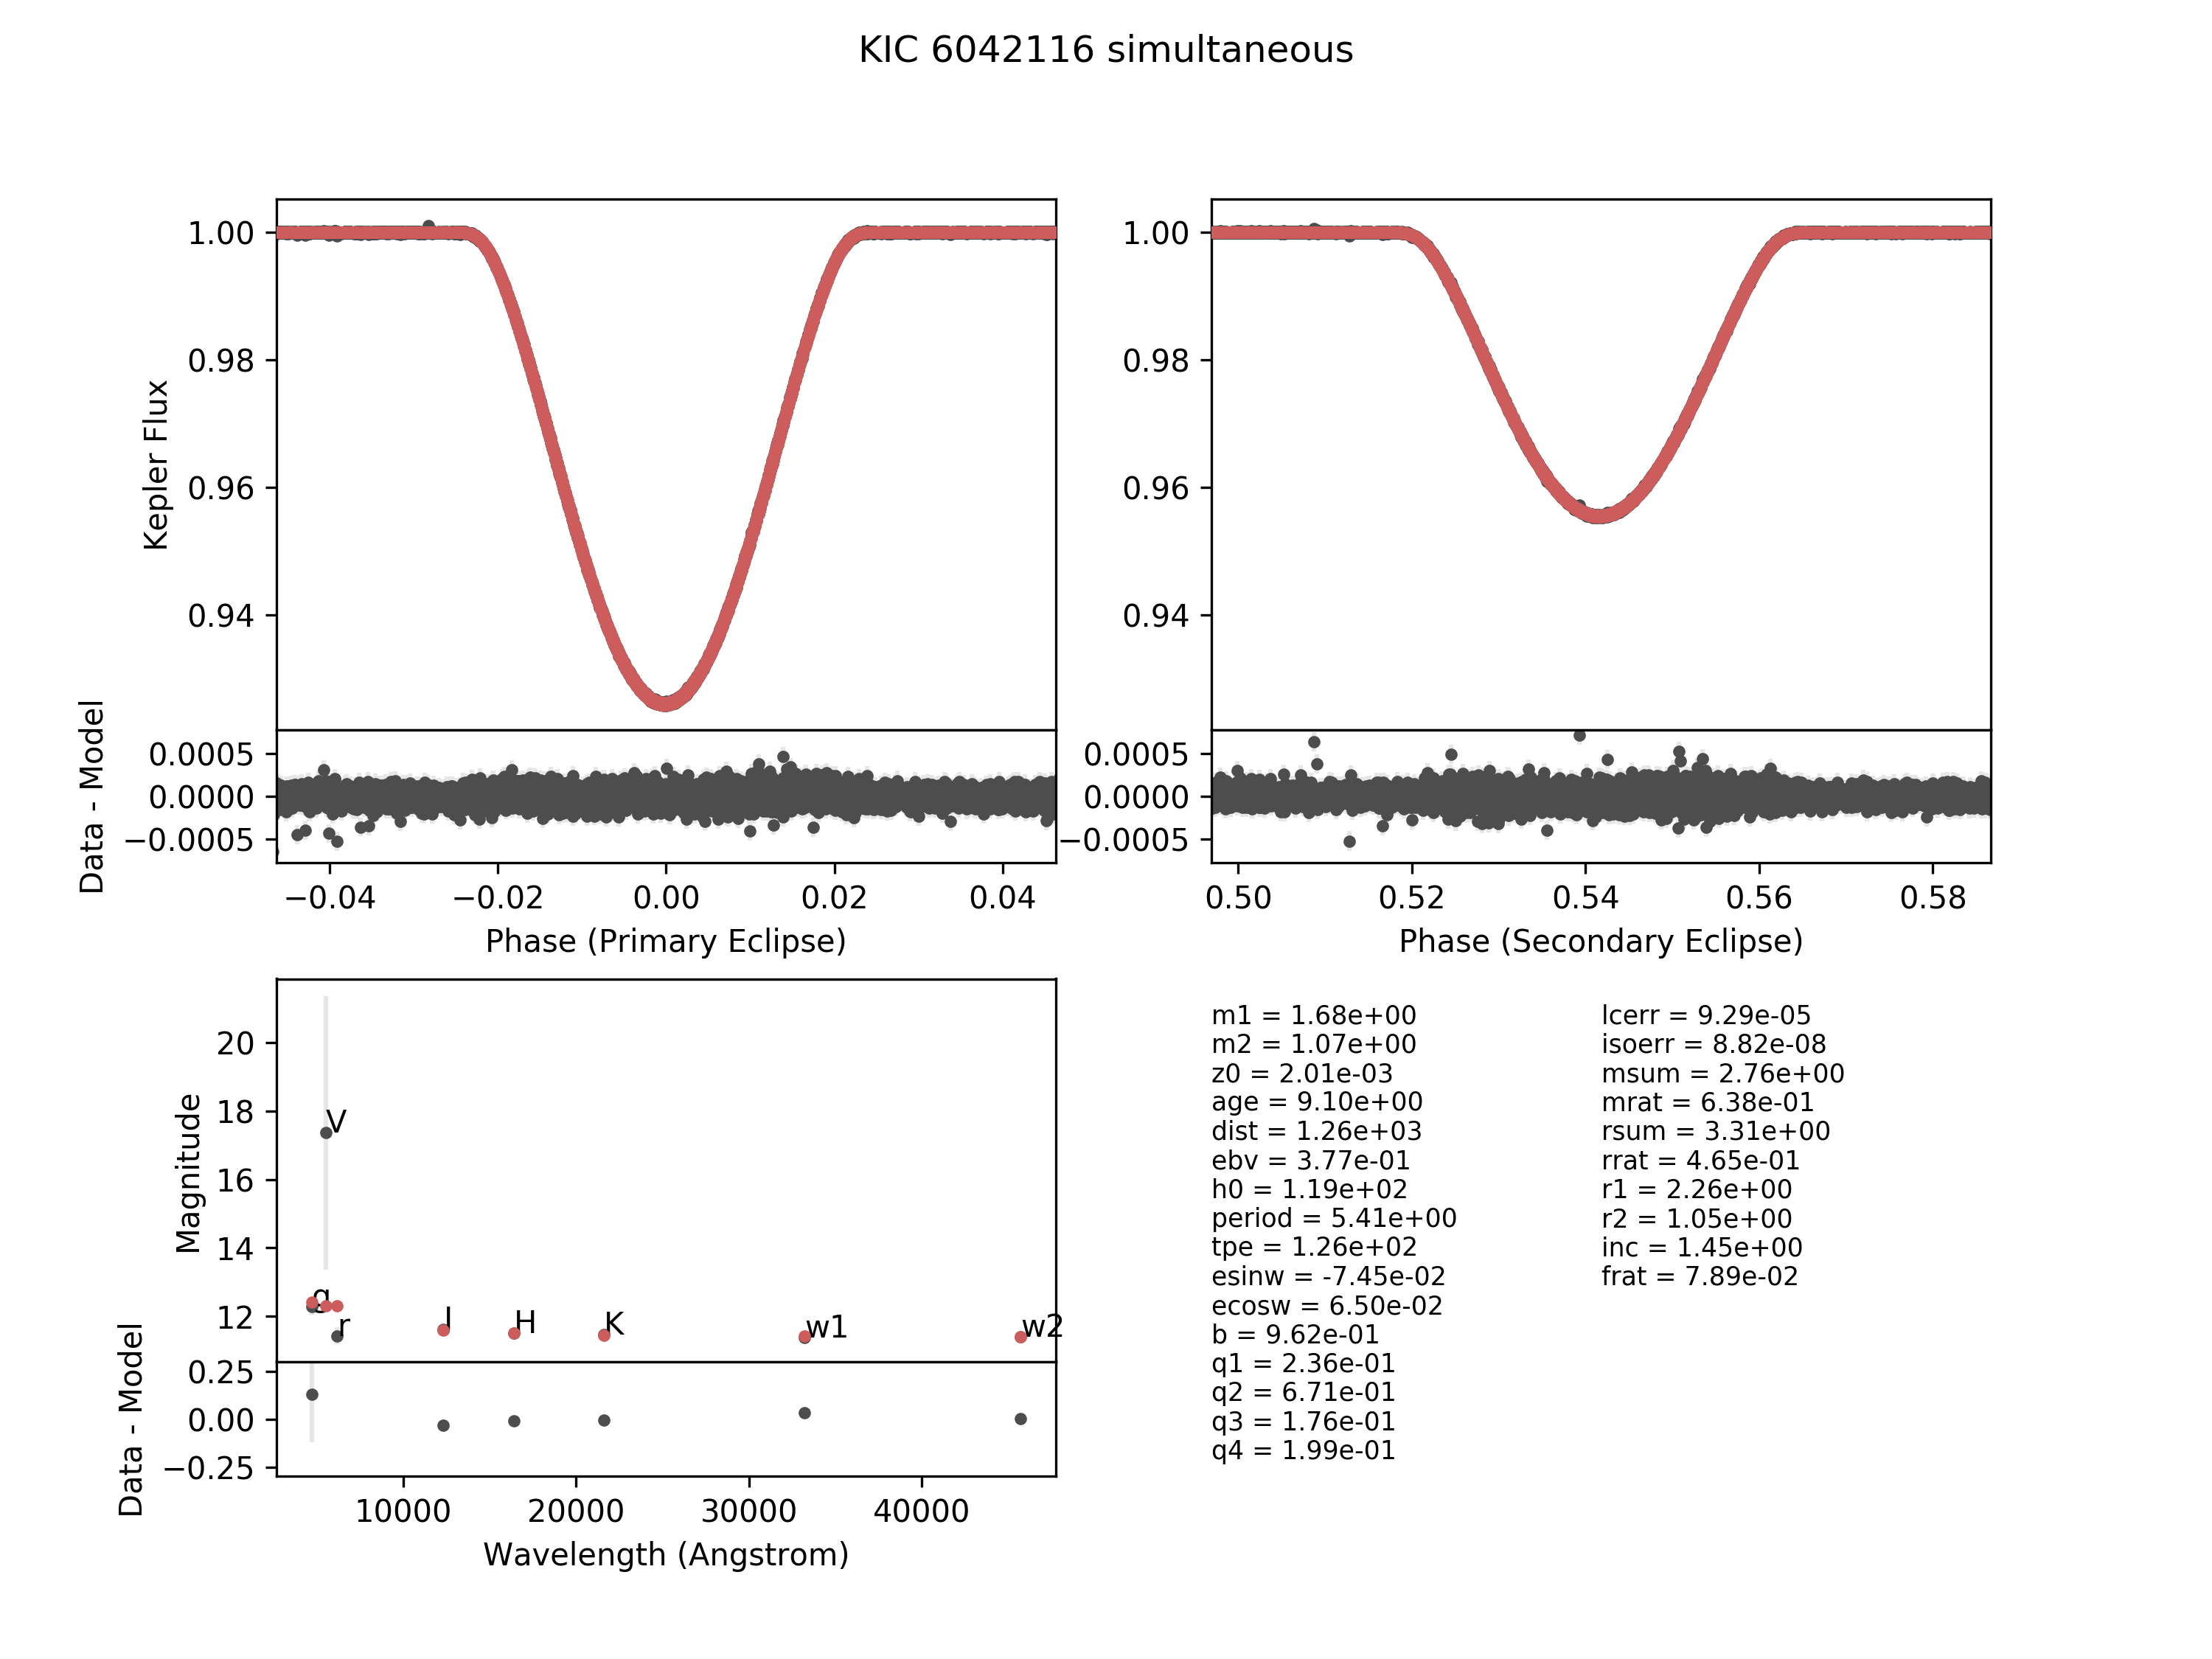 KIC 6042116 simultaneous
Kepler Flux
1.00
0.98
0.96
0.94
1.00
0.98
0.96
0.94
Data - Model
0.0005
0.0000
−0.0005
0.0005
0.0000
−0.0005
−0.04 −0.02 0.00 0.02 0.04
0.50 0.52 0.54 0.56 0.58
Phase (Primary Eclipse)
Phase (Secondary Eclipse)
Magnitude
20
18
16
14
12
V
g
r
J
H
K
w1
w2
Data - Model
0.25
0.00
−0.25
10000 20000 30000 40000
Wavelength (Angstrom)
m1 = 1.68e+00
m2 = 1.07e+00
z0 = 2.01e-03
age = 9.10e+00
dist = 1.26e+03
ebv = 3.77e-01
h0 = 1.19e+02
period = 5.41e+00
tpe = 1.26e+02
esinw = -7.45e-02
ecosw = 6.50e-02
b = 9.62e-01
q1 = 2.36e-01
q2 = 6.71e-01
q3 = 1.76e-01
q4 = 1.99e-01
lcerr = 9.29e-05
isoerr = 8.82e-08
msum = 2.76e+00
mrat = 6.38e-01
rsum = 3.31e+00
rrat = 4.65e-01
r1 = 2.26e+00
r2 = 1.05e+00
inc = 1.45e+00
frat = 7.89e-02